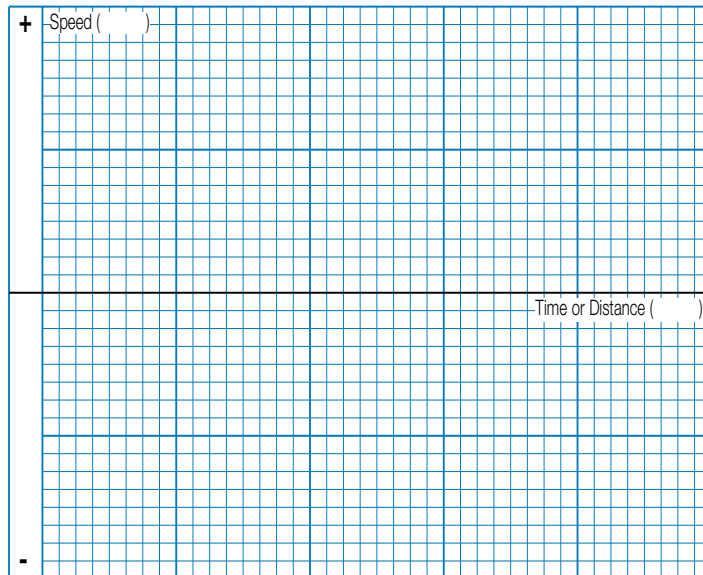 + Speed (        )
Time or Distance (        )
-